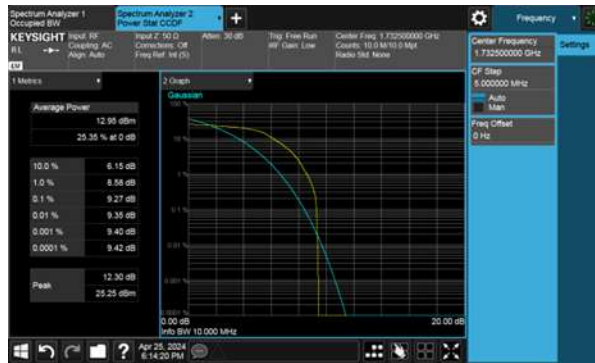 Spectrum Analyzer 1
Occupied BW
Spectrum Analyzer 2
Power Stat CCDF
+
Frequency
KEYSIGHT
Input: RF
Coupling: AC
Align: Auto
Input Z: 50 Ω
Corrections: Off
Freq Ref: Int (S)
Atten: 30 dB
Trig: Free Run
#IF Gain: Low
Center Freq: 1.732500000 GHz
Counts: 10.0 M/10.0 Mpt
Radio Std: None
Center Frequency
1.732500000 GHz
Settings
CF Step
5.000000 MHz
Auto
Man
Freq Offset
0 Hz
1 Metrics
2 Graph
Gaussian
Average Power
12.95 dBm
25.35 % at 0 dB
10.0 % 6.15 dB
1.0 % 8.58 dB
0.1 % 9.27 dB
0.01 % 9.35 dB
0.001 % 9.40 dB
0.0001 % 9.42 dB
Peak
12.30 dB
25.25 dBm
100 %
10 %
1 %
0.1 %
0.01 %
0.001 %
0.0001 %
0.00 dB
20.00 dB
Info BW 10.000 MHz
?
Apr 25, 2024
6:14:20 PM